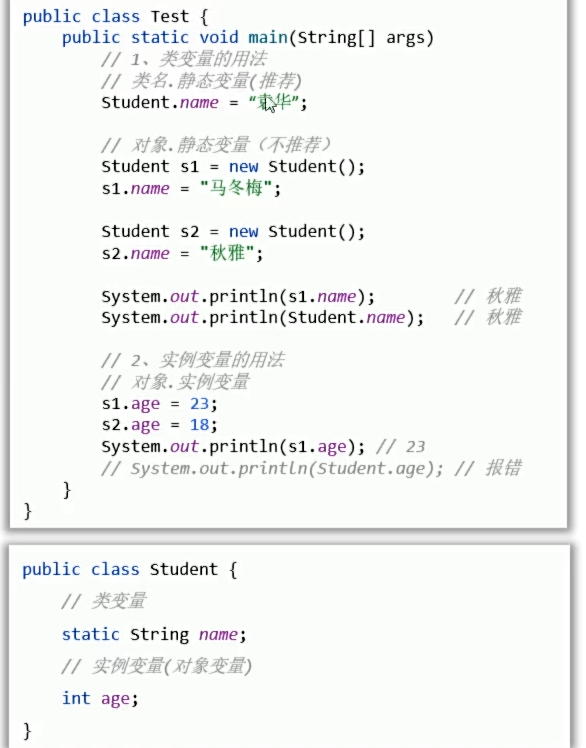 public class Test {
public static void main(String[] args)
// 1、类变量的用法
// 类名.静态变量(推荐)
Student.name = “袁华”;
// 对象.静态变量（不推荐）
Student s1 = new Student();
s1.name = "马冬梅";
Student s2 = new Student();
s2.name = "秋雅";
System.out.println(s1.name); // 秋雅
System.out.println(Student.name); // 秋雅
// 2、实例变量的用法
// 对象.实例变量
s1.age = 23;
s2.age = 18;
System.out.println(s1.age); // 23
// System.out.println(Student.age); // 报错
}
}
public class Student {
// 类变量
static String name;
// 实例变量(对象变量)
int age;
}